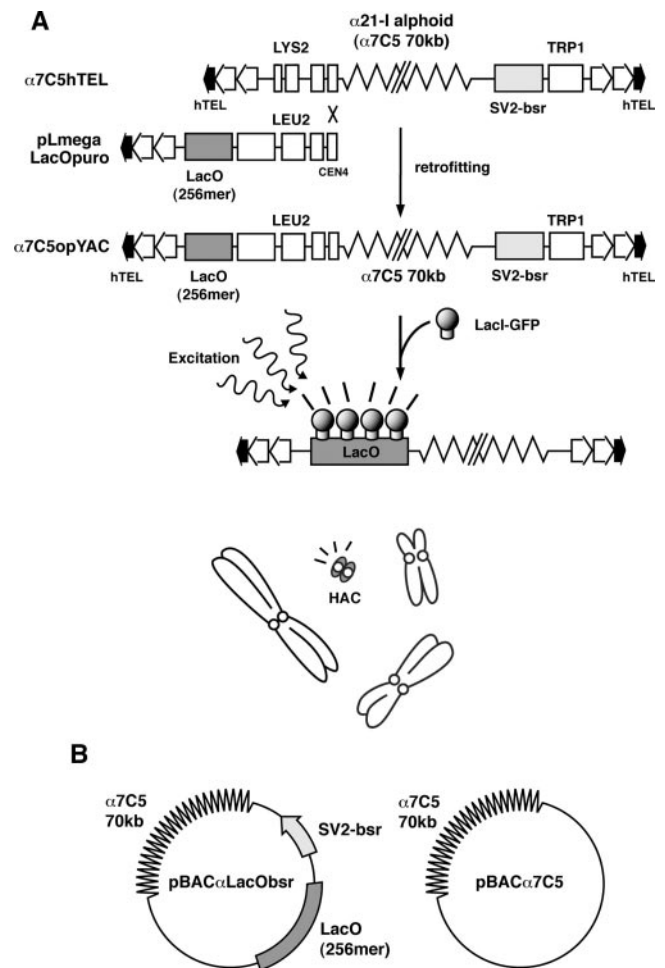 A
α21-I alphoid
(α7C5 70kb)
LYS2
TRP1
α7C5hTEL
hTEL
SV2-bsr
hTEL
pLmega
LacOpuro
LEU2
LacO
(256mer)
CEN4
retrofitting
LEU2
TRP1
α7C5opYAC
hTEL
LacO
(256mer)
α7C5 70kb
SV2-bsr
hTEL
LacI-GFP
Excitation
LacO
HAC
B
α7C5
70kb
SV2-bsr
pBACαLacObsr
LacO
(256mer)
α7C5
70kb
pBACα7C5